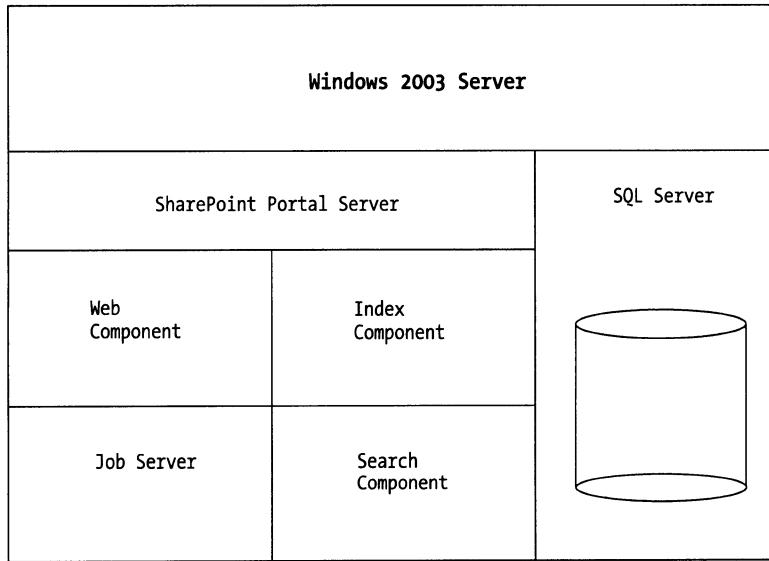 Windows 2003 Server
SharePoint Portal Server
SQL Server
Web
Component
Index
Component
Job Server
Search
Component